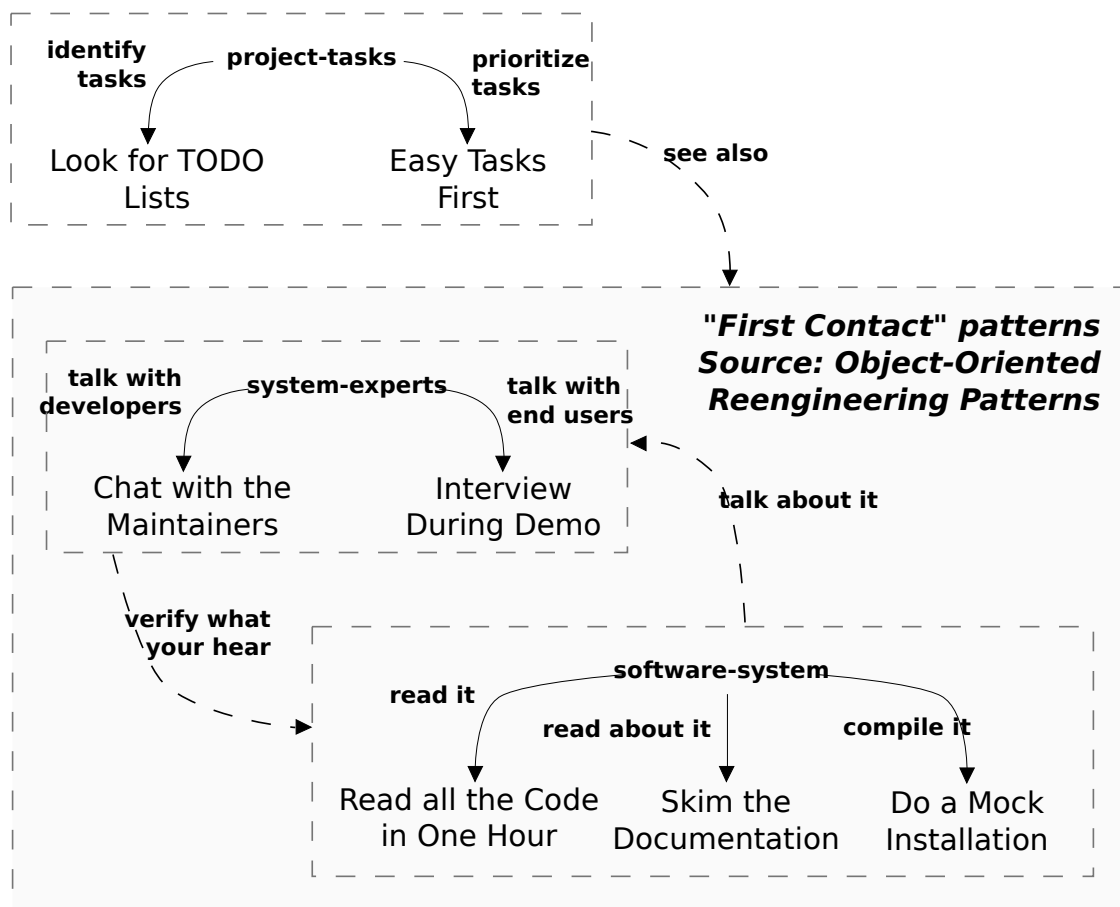 identify
tasks
project-tasks
prioritize
tasks
Look for TODO
Lists
Easy Tasks
First
see also
"First Contact" patterns
Source: Object-Oriented
Reengineering Patterns
talk with
developers
system-experts
talk with
end users
Chat with the
Maintainers
Interview
During Demo
talk about it
verify what
your hear
software-system
read it
read about it
compile it
Read all the Code
in One Hour
Skim the
Documentation
Do a Mock
Installation